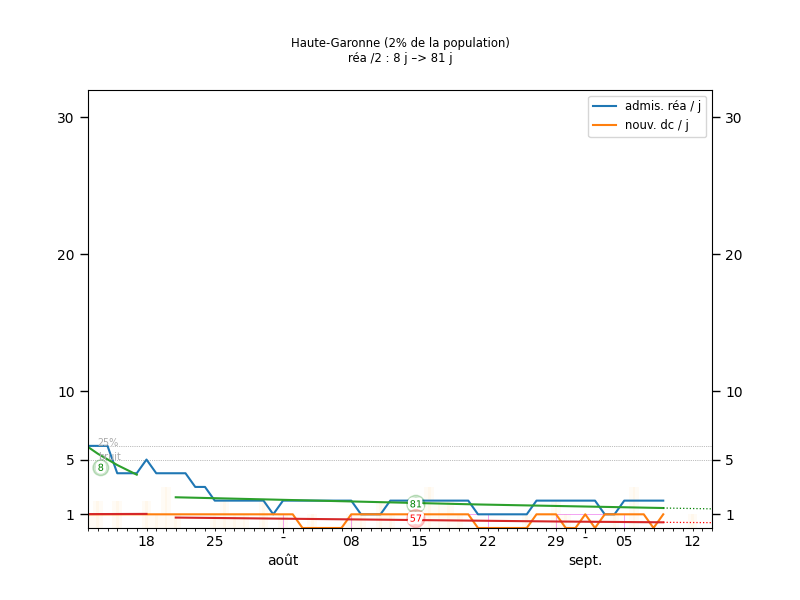 Haute-Garonne (2% de la population)
réa /2 : 8 j –> 81 j
admis. réa / j
nouv. dc / j
30 30
20 20
10 10
25%
bruit
5 5
8
81
57
1 1
18 25 - 08 15 22 29 - 05 12
août sept.